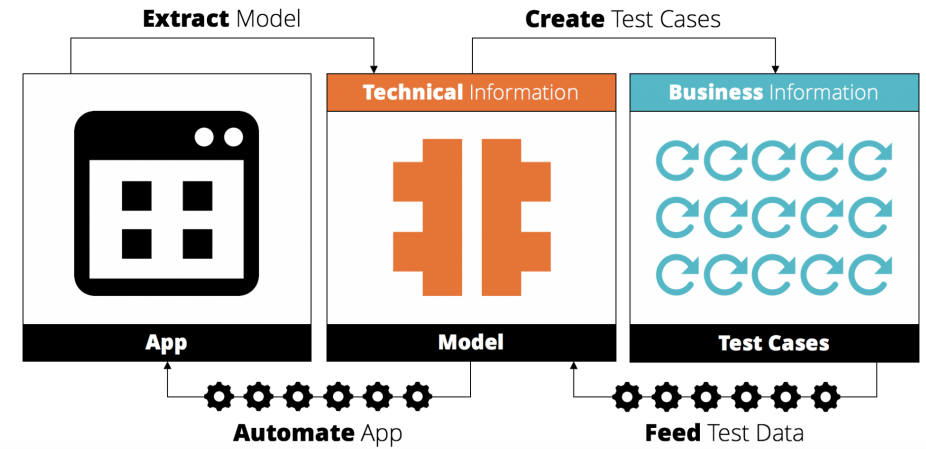 Extract Model
Create Test Cases
Technical Information
Business Information
App
Model
Test Cases
Automate App
Feed Test Data